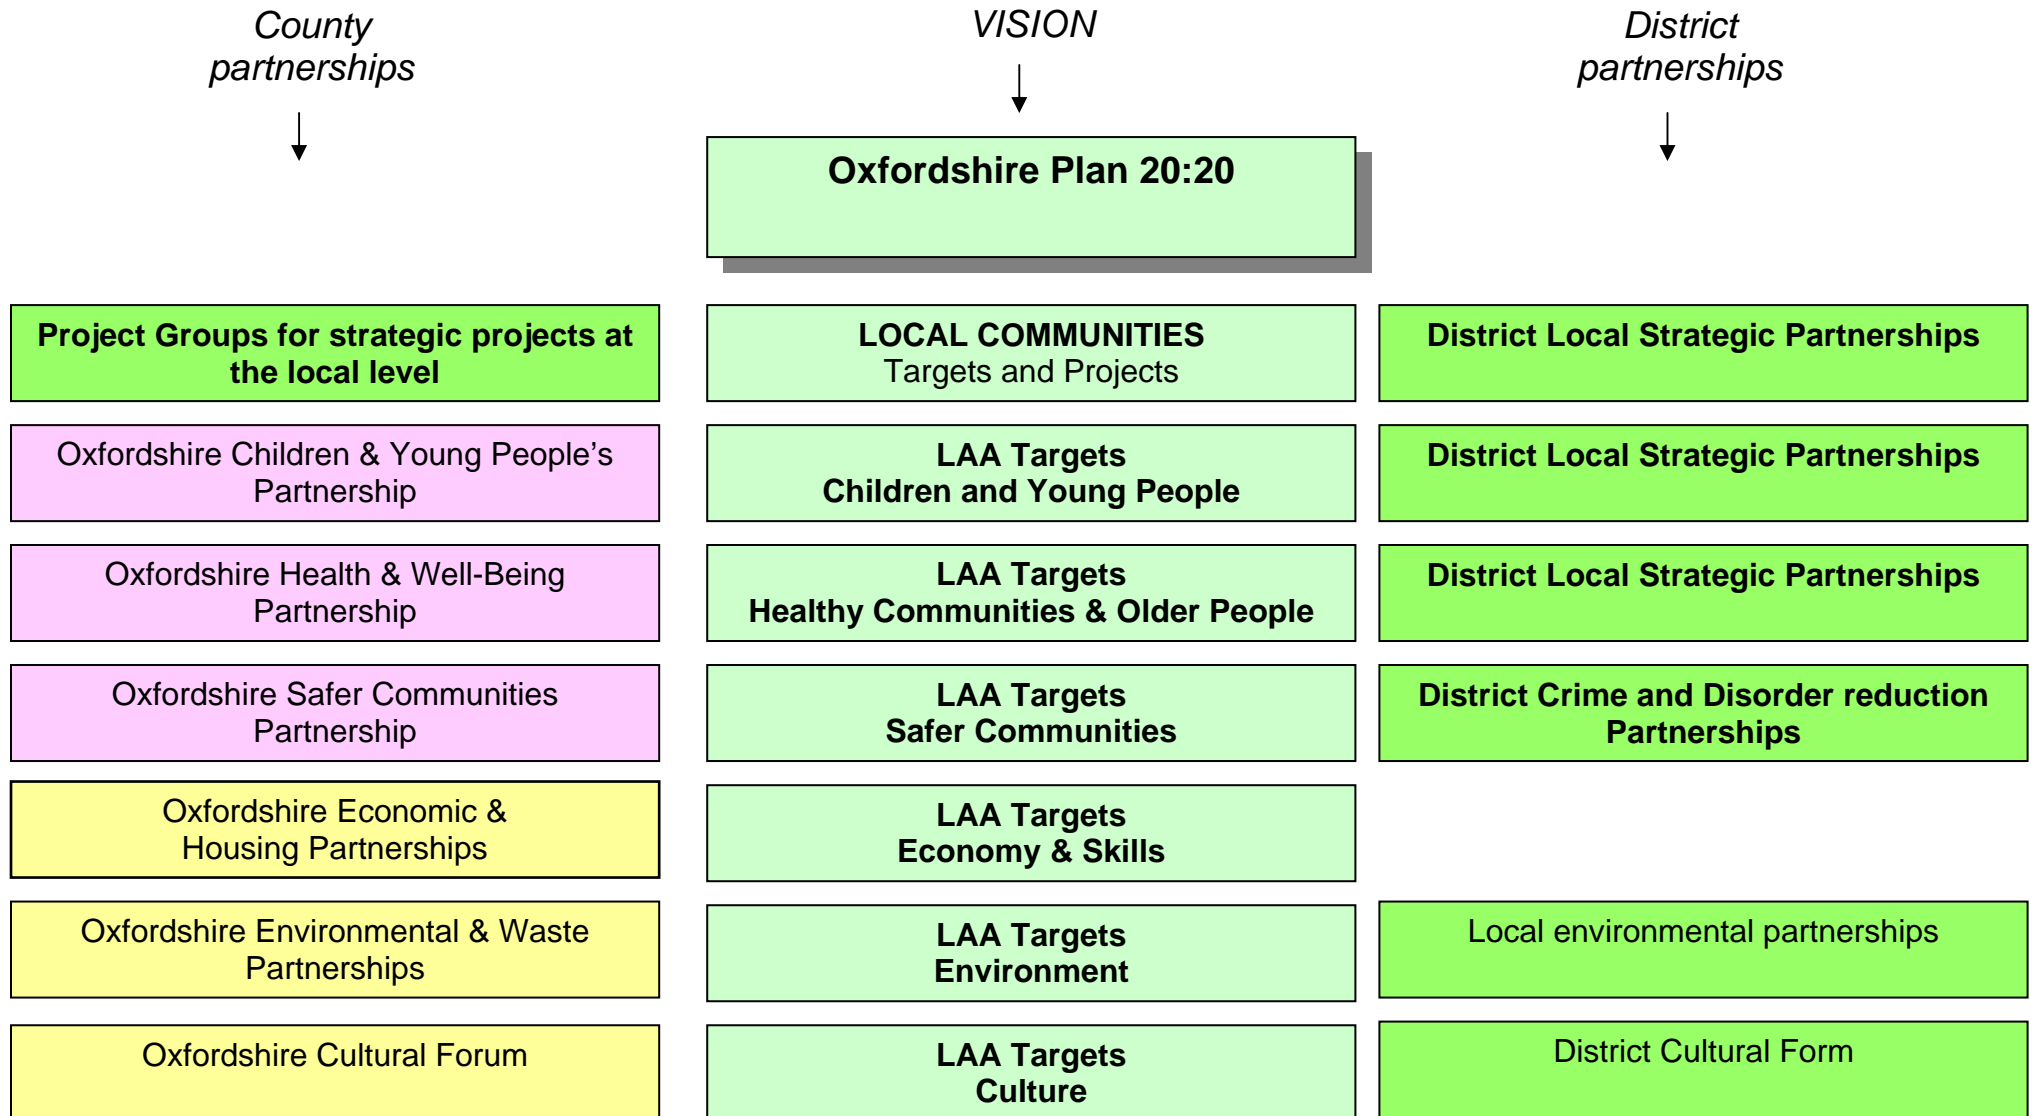 County
partnerships
VISION
District
partnerships
Oxfordshire Plan 20:20
Project Groups for strategic projects at
the local level
LOCAL COMMUNITIES
Targets and Projects
District Local Strategic Partnerships
Oxfordshire Children & Young People’s
Partnership
LAA Targets
Children and Young People
District Local Strategic Partnerships
Oxfordshire Health & Well-Being
Partnership
LAA Targets
Healthy Communities & Older People
District Local Strategic Partnerships
Oxfordshire Safer Communities
Partnership
LAA Targets
Safer Communities
District Crime and Disorder reduction
Partnerships
Oxfordshire Economic &
Housing Partnerships
LAA Targets
Economy & Skills
Oxfordshire Environmental & Waste
Partnerships
LAA Targets
Environment
Local environmental partnerships
Oxfordshire Cultural Forum
LAA Targets
Culture
District Cultural Form